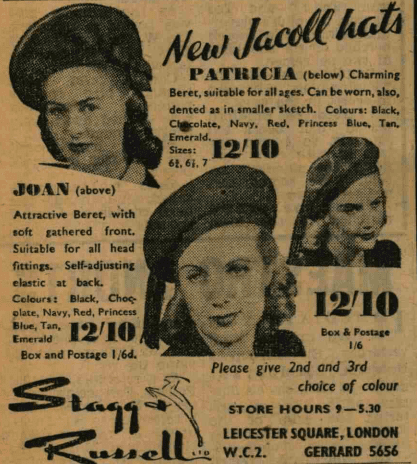 New Jacoll hats
PATRICIA (below) Charming
Beret, suitable for all ages. Can be worn, also,
dented as in smaller sketch. Colours: Black,
Chocolate, Navy, Red, Princess Blue, Tan,
Emerald.
Sizes: 12/10
6¾, 6⅞, 7
JOAN (above)
Attractive Beret, with
soft gathered front.
Suitable for all head
fittings. Self-adjusting
elastic at back.
Colours: Black, Choc-
olate, Navy, Red, Princess
Blue, Tan, 12/10
Emerald
Box and Postage 1/6d.
12/10
Box & Postage
1/6
Please give 2nd and 3rd
choice of colour
Stagg &
Russell LTD
STORE HOURS 9—5.30
LEICESTER SQUARE, LONDON
W.C.2. GERRARD 5656